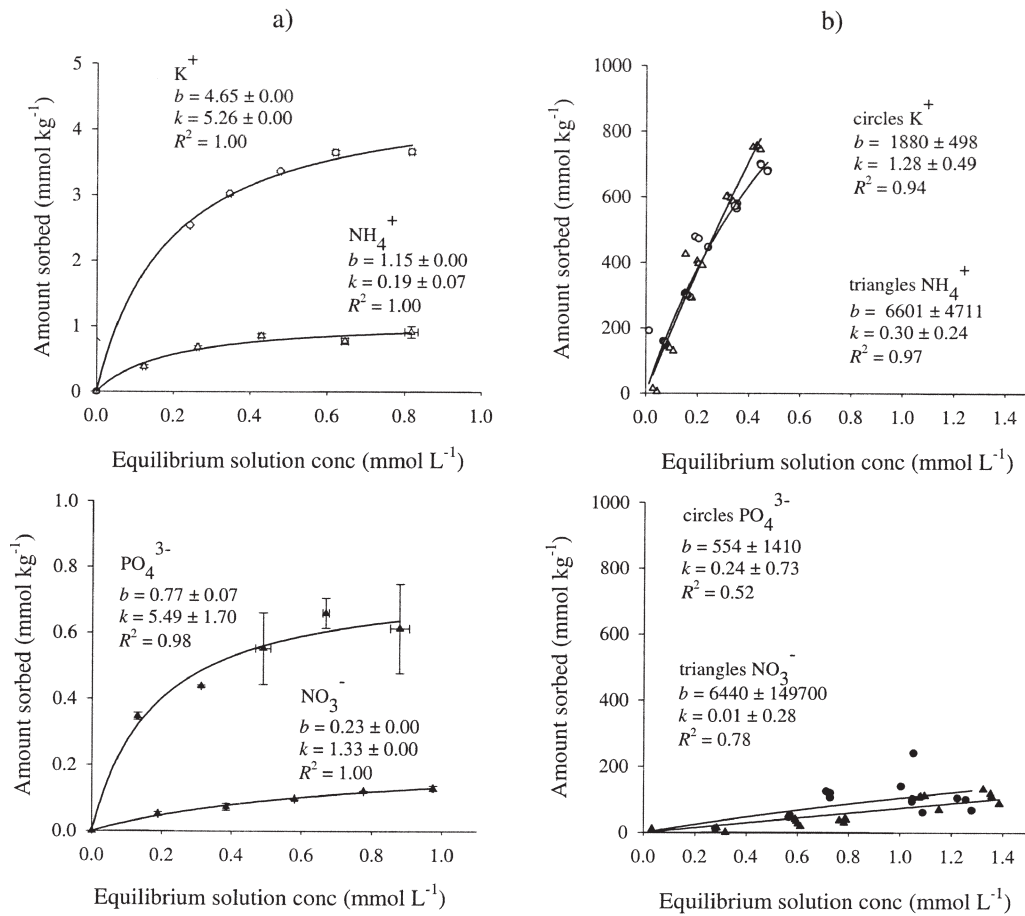 a)
b)
5
4
3
2
1
0
Amount sorbed (mmol kg⁻¹)
K⁺
b = 4.65 ± 0.00
k = 5.26 ± 0.00
R² = 1.00
NH₄⁺
b = 1.15 ± 0.00
k = 0.19 ± 0.07
R² = 1.00
0.0 0.2 0.4 0.6 0.8 1.0
Equilibrium solution conc (mmol L⁻¹)
1000
800
600
400
200
0
Amount sorbed (mmol kg⁻¹)
circles K⁺
b = 1880 ± 498
k = 1.28 ± 0.49
R² = 0.94
triangles NH₄⁺
b = 6601 ± 4711
k = 0.30 ± 0.24
R² = 0.97
0.0 0.2 0.4 0.6 0.8 1.0 1.2 1.4
Equilibrium solution conc (mmol L⁻¹)
1.0
0.8
0.6
0.4
0.2
0.0
Amount sorbed (mmol kg⁻¹)
PO₄³⁻
b = 0.77 ± 0.07
k = 5.49 ± 1.70
R² = 0.98
NO₃⁻
b = 0.23 ± 0.00
k = 1.33 ± 0.00
R² = 1.00
0.0 0.2 0.4 0.6 0.8 1.0
Equilibrium solution conc (mmol L⁻¹)
1000
800
600
400
200
0
Amount sorbed (mmol kg⁻¹)
circles PO₄³⁻
b = 554 ± 1410
k = 0.24 ± 0.73
R² = 0.52
triangles NO₃⁻
b = 6440 ± 149700
k = 0.01 ± 0.28
R² = 0.78
0.0 0.2 0.4 0.6 0.8 1.0 1.2 1.4
Equilibrium solution conc (mmol L⁻¹)